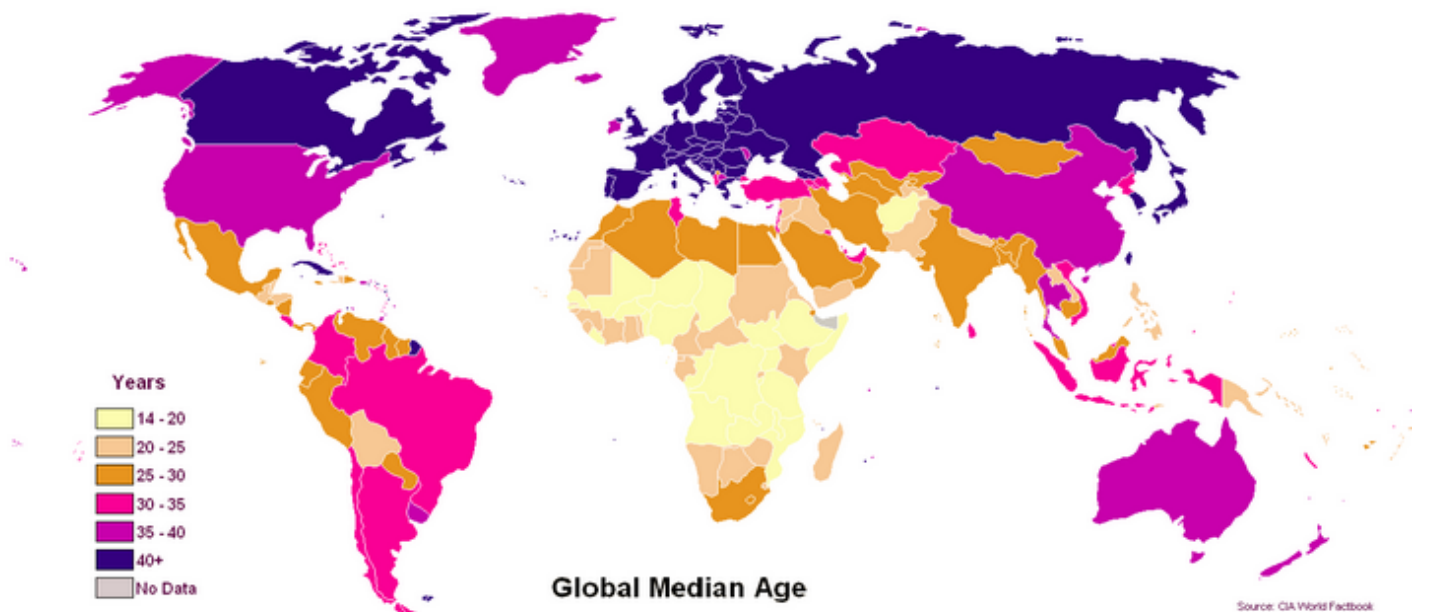 Years
14 - 20
20 - 25
25 - 30
30 - 35
35 - 40
40+
No Data
Global Median Age
Source: CIA World Factbook